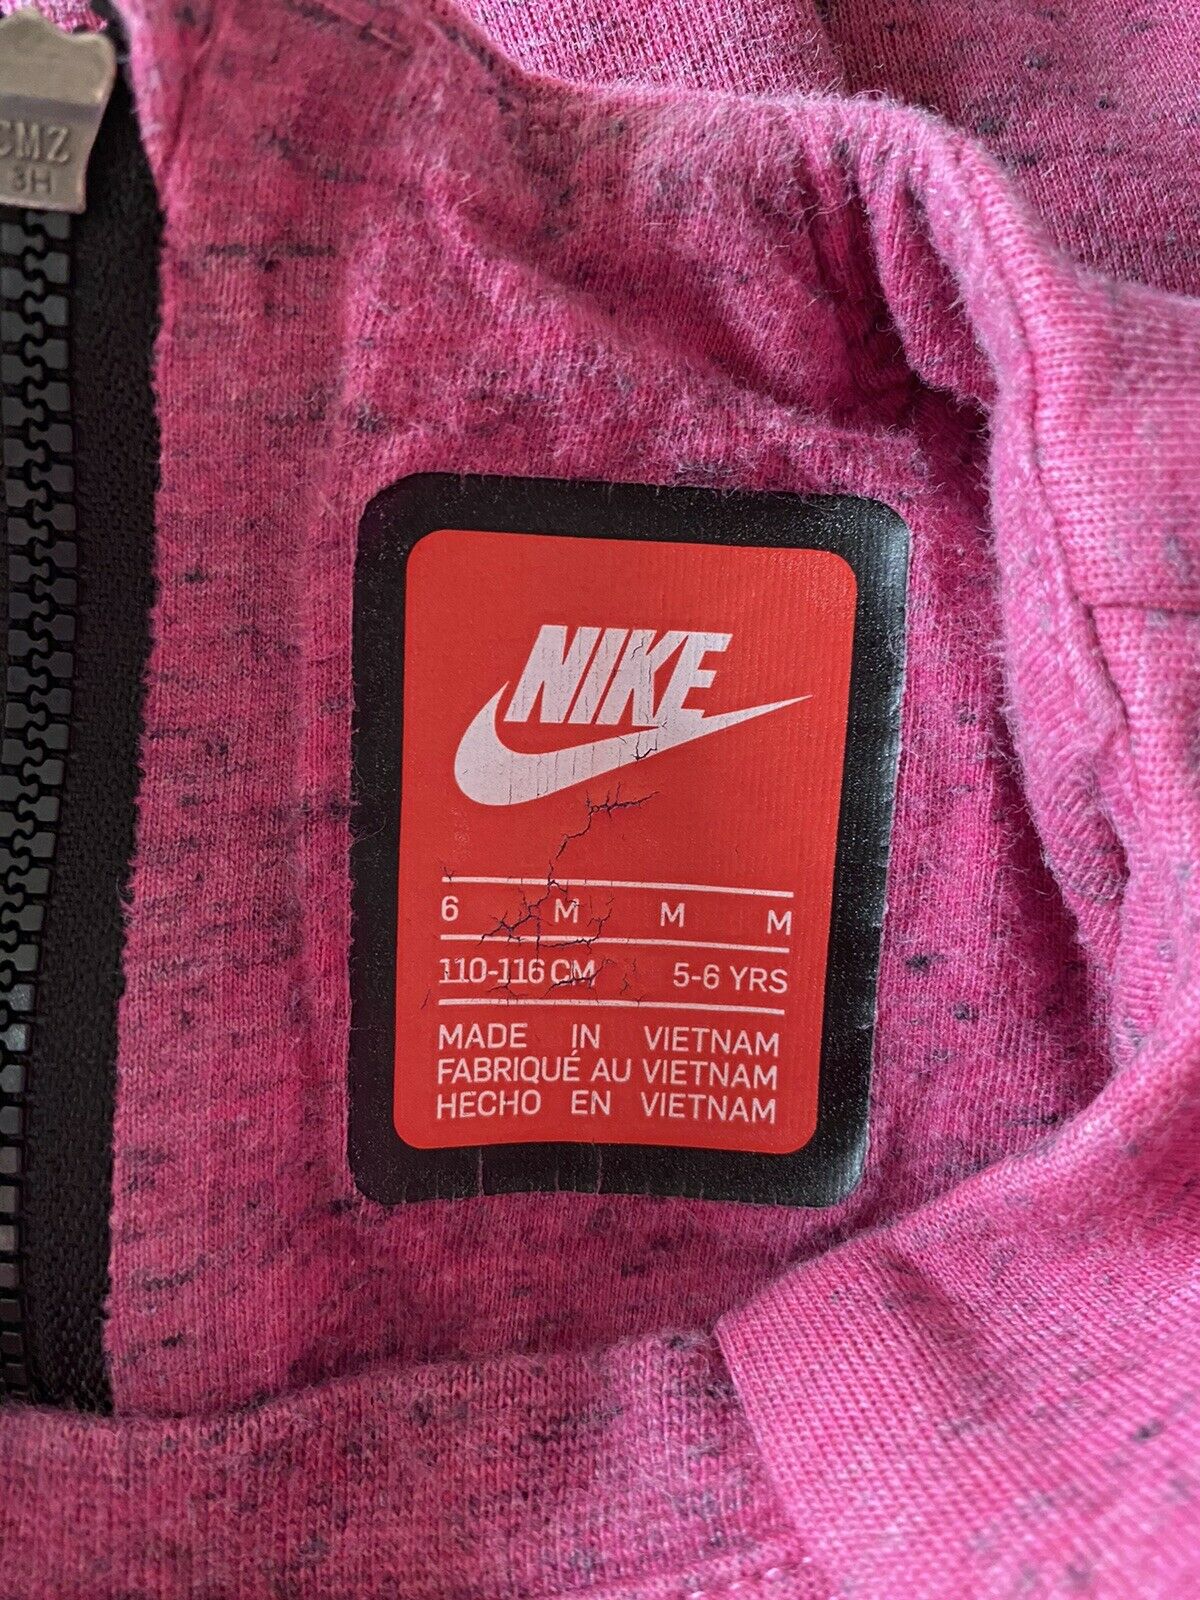 CMZ
3H
NIKE
6 M M M
110-116 CM 5-6 YRS
MADE IN VIETNAM
FABRIQUÉ AU VIETNAM
HECHO EN VIETNAM